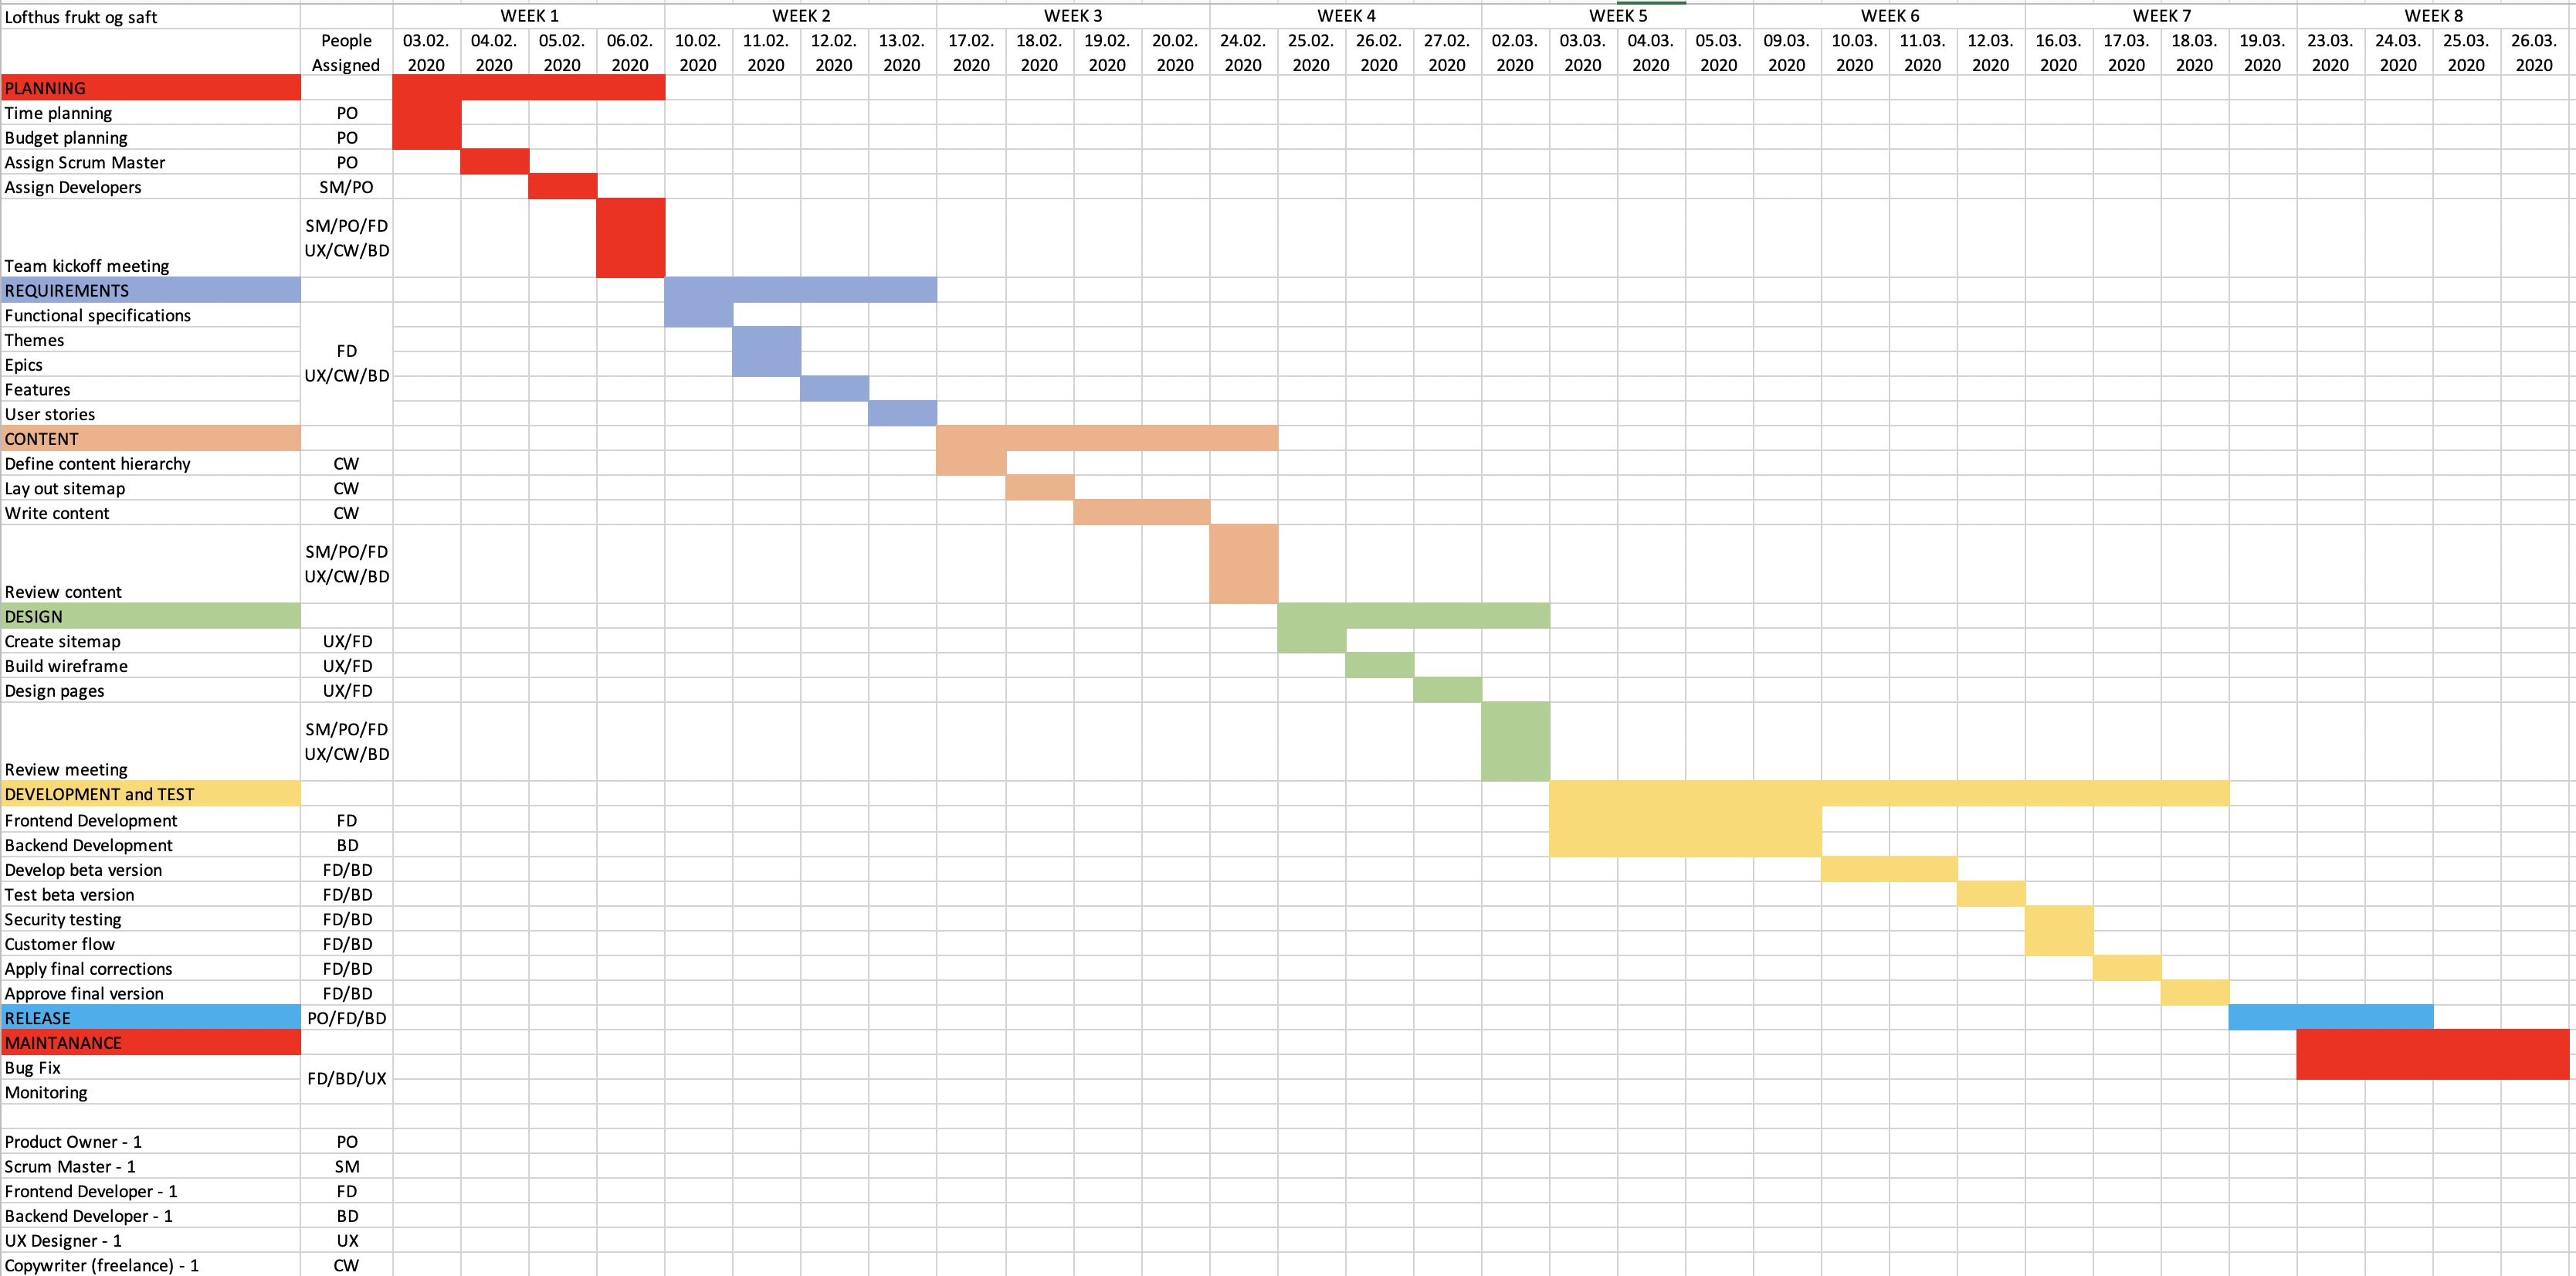 Lofthus frukt og saft WEEK 1 WEEK 2 WEEK 3 WEEK 4 WEEK 5 WEEK 6 WEEK 7 WEEK 8
People 03.02. 04.02. 05.02. 06.02. 10.02. 11.02. 12.02. 13.02. 17.02. 18.02. 19.02. 20.02. 24.02. 25.02. 26.02. 27.02. 02.03. 03.03. 04.03. 05.03. 09.03. 10.03. 11.03. 12.03. 16.03. 17.03. 18.03. 19.03. 23.03. 24.03. 25.03. 26.03.
Assigned 2020 2020 2020 2020 2020 2020 2020 2020 2020 2020 2020 2020 2020 2020 2020 2020 2020 2020 2020 2020 2020 2020 2020 2020 2020 2020 2020 2020 2020 2020 2020 2020
PLANNING
Time planning PO
Budget planning PO
Assign Scrum Master PO
Assign Developers SM/PO
SM/PO/FD
UX/CW/BD
Team kickoff meeting
REQUIREMENTS
Functional specifications
Themes
FD
Epics
UX/CW/BD
Features
User stories
CONTENT
Define content hierarchy CW
Lay out sitemap CW
Write content CW
SM/PO/FD
UX/CW/BD
Review content
DESIGN
Create sitemap UX/FD
Build wireframe UX/FD
Design pages UX/FD
SM/PO/FD
UX/CW/BD
Review meeting
DEVELOPMENT and TEST
Frontend Development FD
Backend Development BD
Develop beta version FD/BD
Test beta version FD/BD
Security testing FD/BD
Customer flow FD/BD
Apply final corrections FD/BD
Approve final version FD/BD
RELEASE PO/FD/BD
MAINTANANCE
Bug Fix
FD/BD/UX
Monitoring
Product Owner - 1 PO
Scrum Master - 1 SM
Frontend Developer - 1 FD
Backend Developer - 1 BD
UX Designer - 1 UX
Copywriter (freelance) - 1 CW